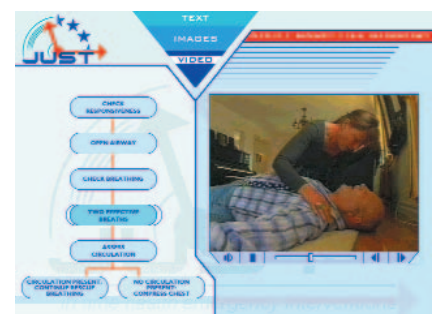 TEXT
IMAGES
VIDEO
JUST
CHECK
RESPONSIVENESS
OPEN AIRWAY
CHECK BREATHING
TWO EFFECTIVE
BREATHS
ASSESS
CIRCULATION
CIRCULATION PRESENT:
CONTINUE RESCUE
BREATHING
NO CIRCULATION
PRESENT:
COMPRESS CHEST